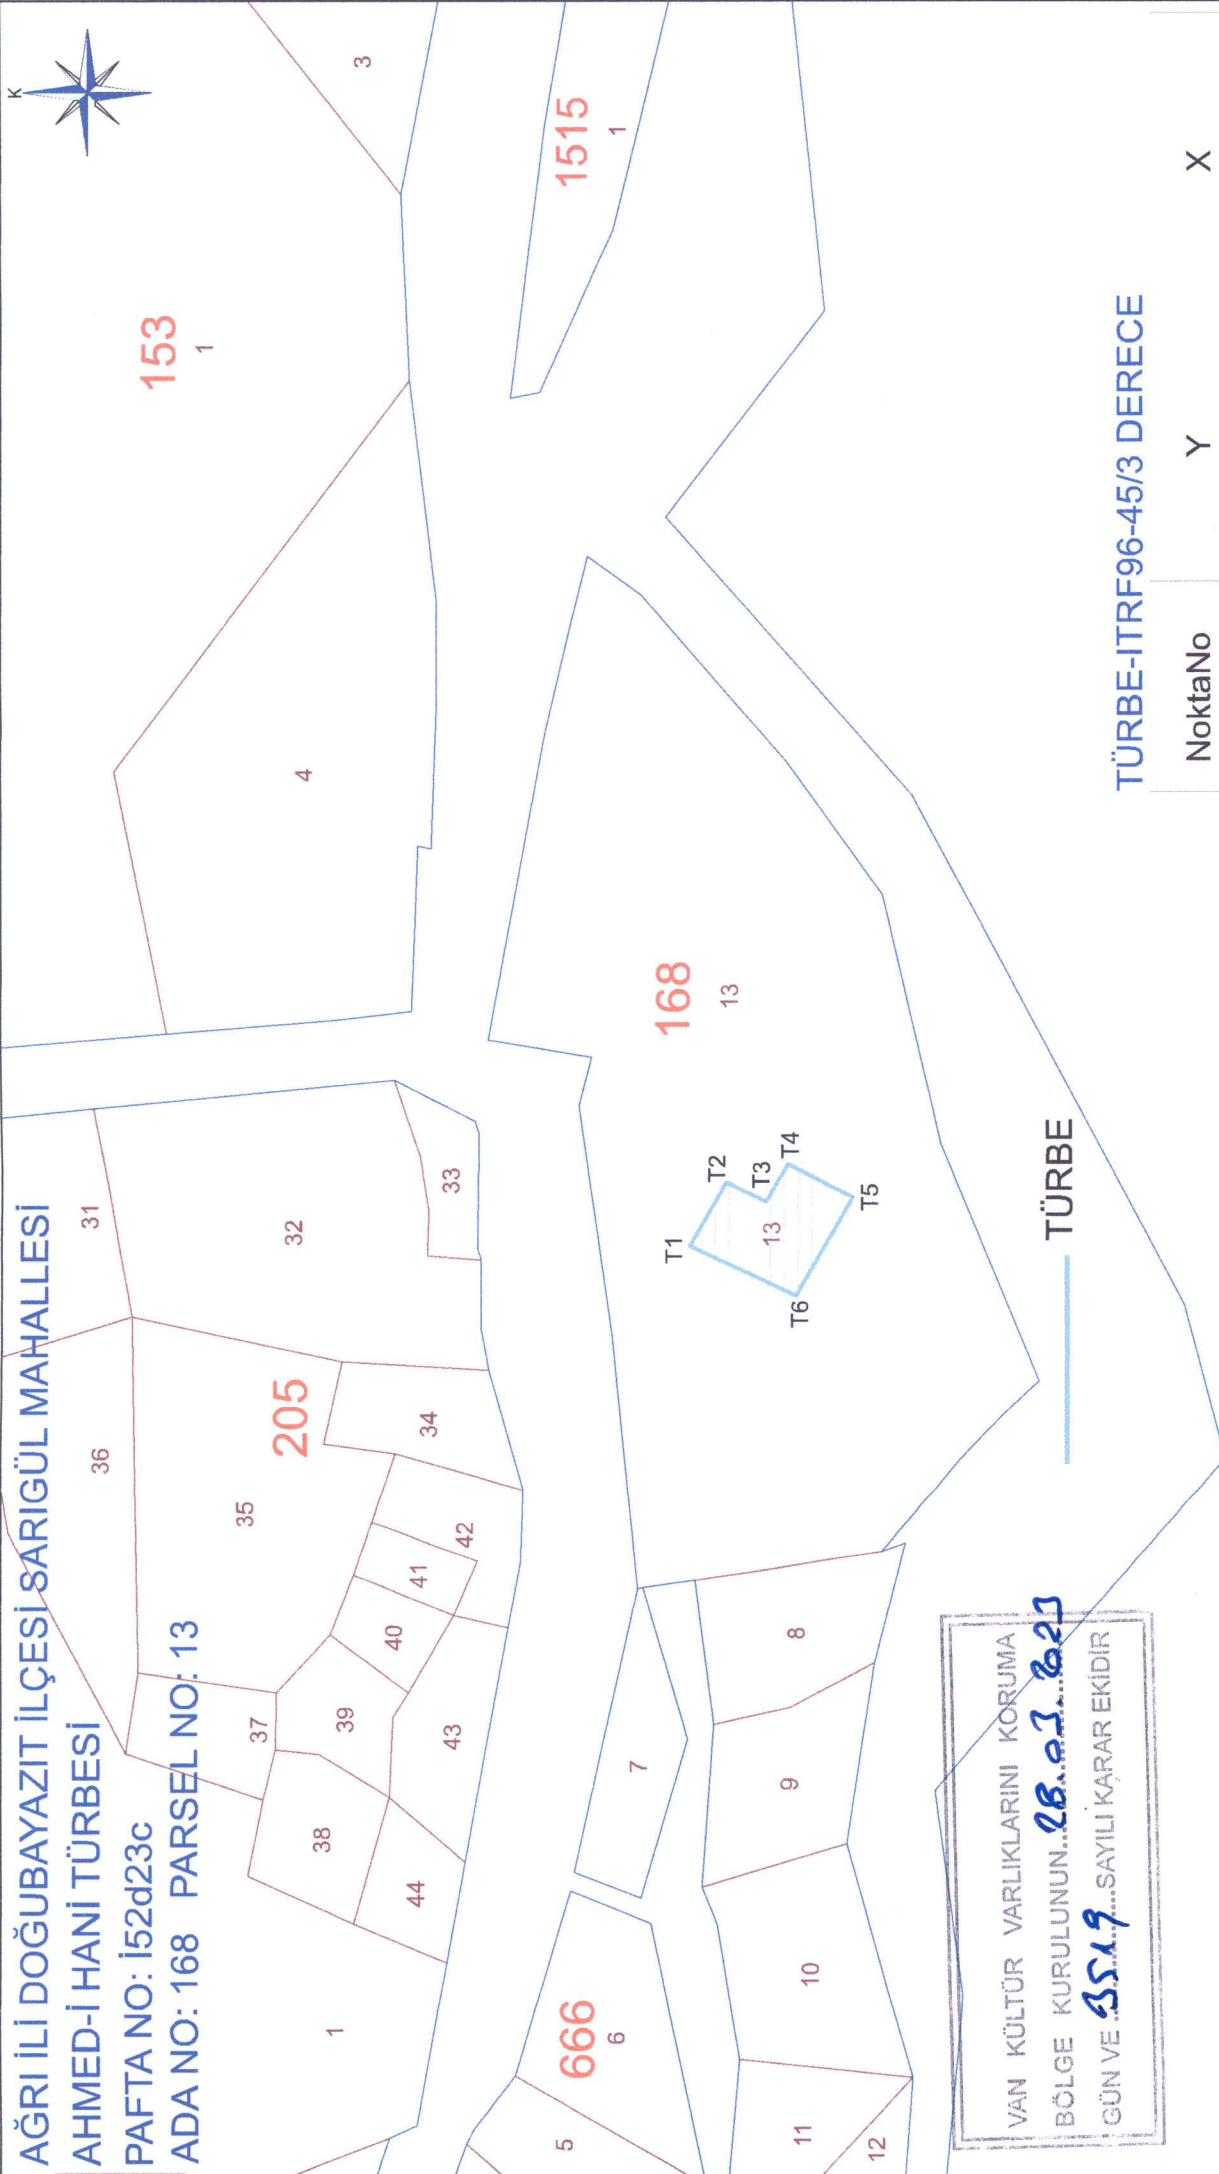 AĞRI İLİ DOĞUBAYAZIT İLÇESİ SARIGÜL MAHALLESİ
AHMED-İ HANİ TÜRBESİ
PAFTA NO: İ52d23c
ADA NO: 168 PARSEL NO: 13
K
31
36
32
33
205
35
34
37
42
41
40
39
38
43
44
1
3
153
1
4
1515
1
168
13
T1
T2
T3
T4
T5
T6
13
7
8
9
666
6
10
5
11
12
TÜRBE
VAN KÜLTÜR VARLIKLARINI KORUMA
BÖLGE KURULUNUN..28.03.2023
GÜN VE ..3519..SAYILI KARAR EKİDİR
TÜRBE-ITRF96-45/3 DERECE
NoktaNo Y X